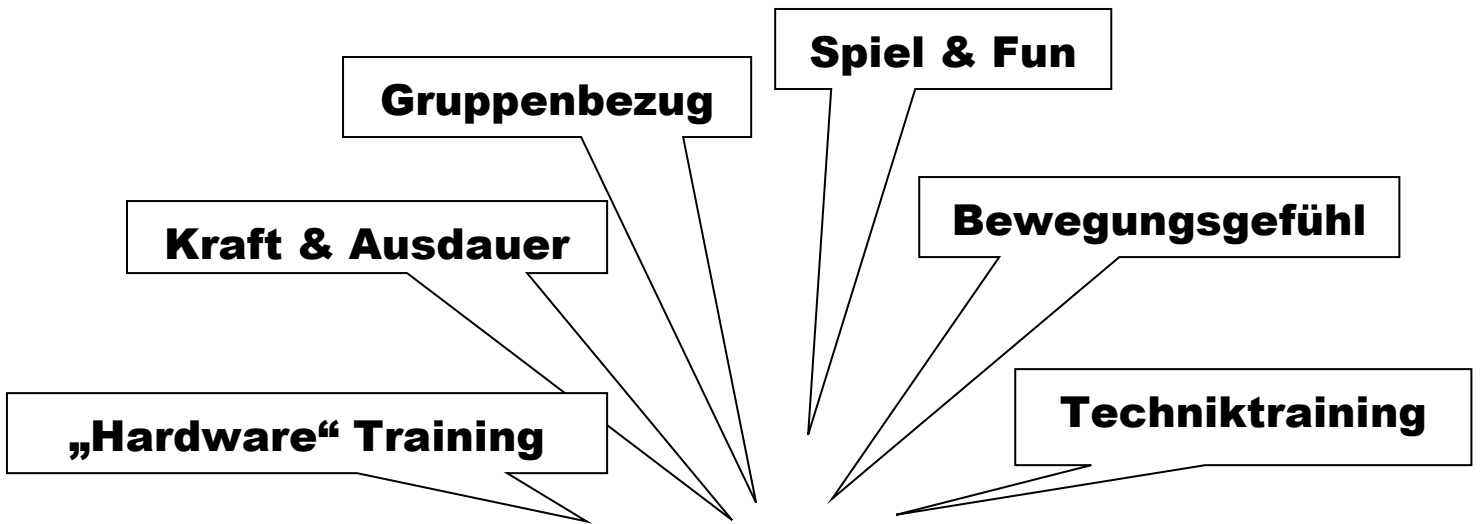 Spiel & Fun
Gruppenbezug
Bewegungsgefühl
Kraft & Ausdauer
Techniktraining
„Hardware“ Training